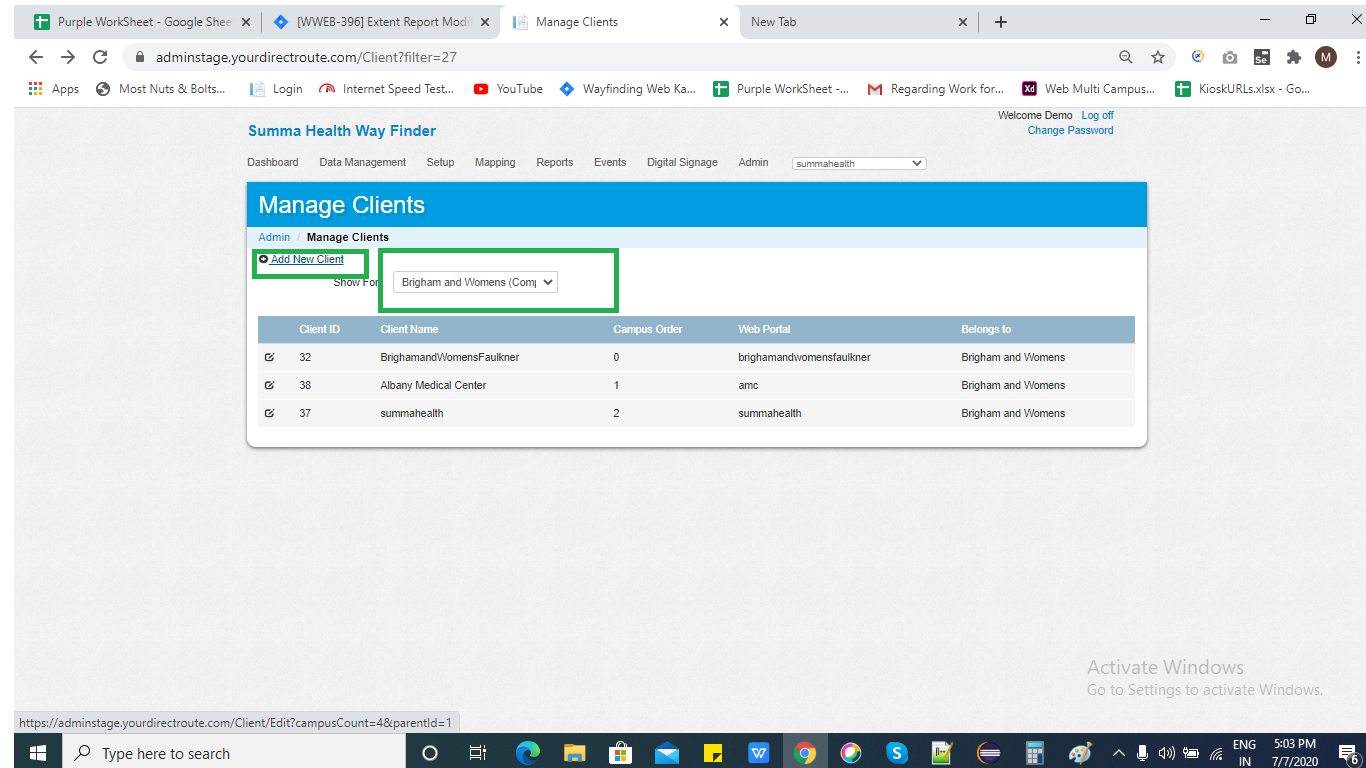 Purple WorkSheet - Google Shee
[WWEB-396] Extent Report Modi
Manage Clients
New Tab
adminstage.yourdirectroute.com/Client?filter=27
Se
M
Apps
Most Nuts & Bolts...
Login
Internet Speed Test...
YouTube
Wayfinding Web Ka...
Purple WorkSheet -...
Regarding Work for...
Xd
Web Multi Campus...
KioskURLs.xlsx - Go...
Welcome Demo Log off
Change Password
Summa Health Way Finder
Dashboard Data Management Setup Mapping Reports Events Digital Signage Admin summahealth
Manage Clients
Admin / Manage Clients
Add New Client
Show For Brigham and Womens (Comp
Client ID Client Name Campus Order Web Portal Belongs to
32 BrighamandWomensFaulkner 0 brighamandwomensfaulkner Brigham and Womens
38 Albany Medical Center 1 amc Brigham and Womens
37 summahealth 2 summahealth Brigham and Womens
Activate Windows
Go to Settings to activate Windows.
https://adminstage.yourdirectroute.com/Client/Edit?campusCount=4&parentId=1
Type here to search
W
S
ENG
IN
5:03 PM
7/7/2020
6